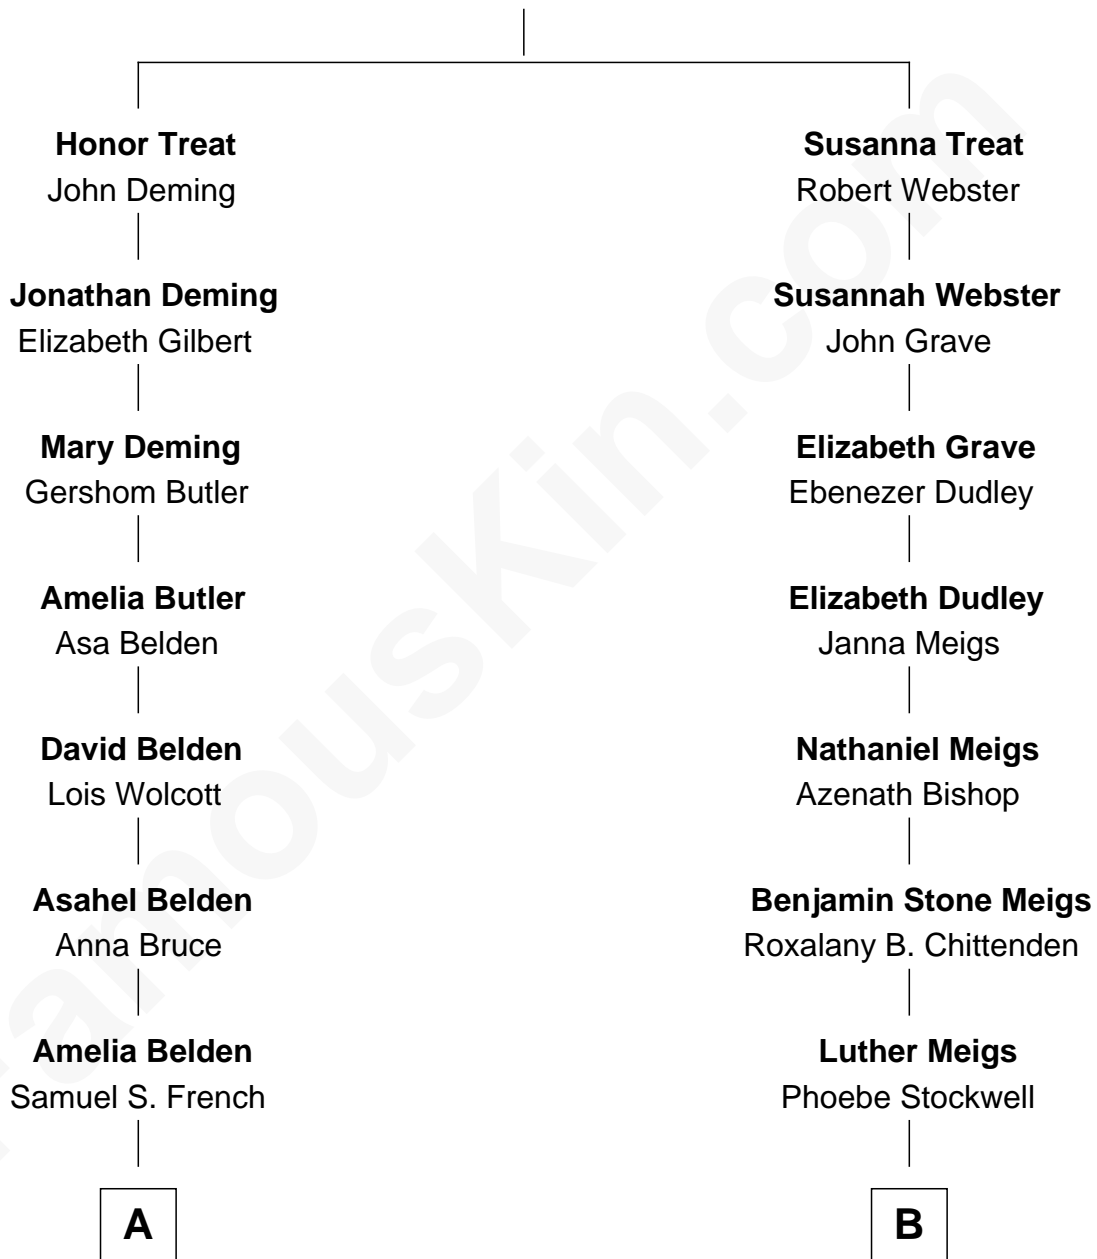 Honor Treat
John Deming
Jonathan Deming
Elizabeth Gilbert
Mary Deming
Gershom Butler
Amelia Butler
Asa Belden
David Belden
Lois Wolcott
Asahel Belden
Anna Bruce
Amelia Belden
Samuel S. French
A
Susanna Treat
Robert Webster
Susannah Webster
John Grave
Elizabeth Grave
Ebenezer Dudley
Elizabeth Dudley
Janna Meigs
Nathaniel Meigs
Azenath Bishop
Benjamin Stone Meigs
Roxalany B. Chittenden
Luther Meigs
Phoebe Stockwell
B
FamousKin.com